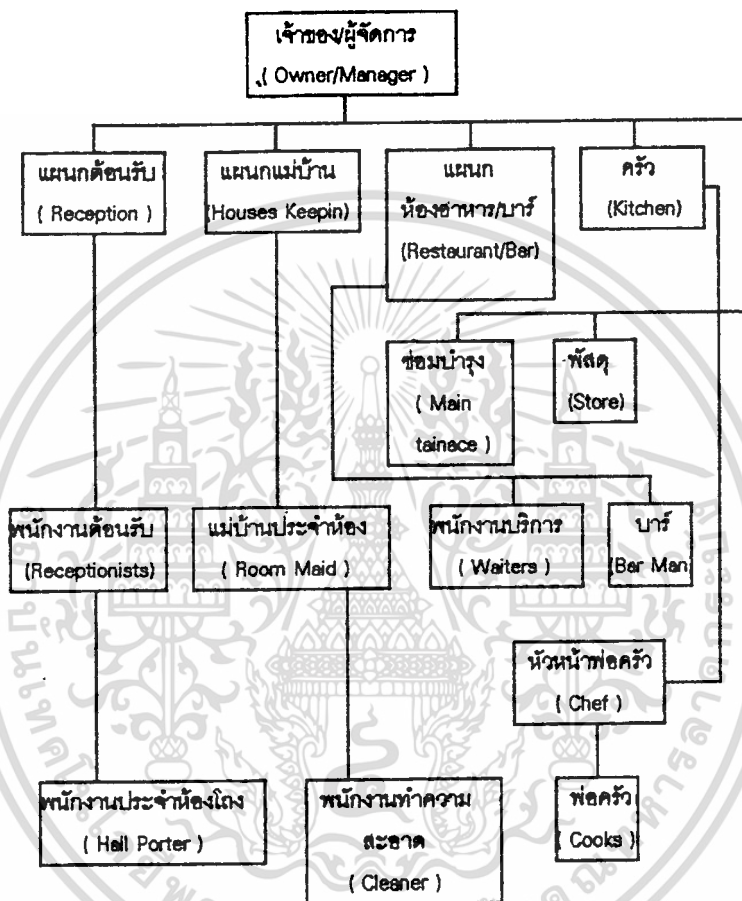 เจ้าของ/ผู้จัดการ
( Owner/Manager )
แผนกต้อนรับ
( Reception )
แผนกแม่บ้าน
(Houses Keepin)
แผนก
ห้องอาหาร/บาร์
(Restaurant/Bar)
ครัว
(Kitchen)
ซ่อมบำรุง
( Main
tainace )
พัสดุ
(Store)
พนักงานต้อนรับ
(Receptionists)
แม่บ้านประจำห้อง
( Room Maid )
พนักงานบริการ
( Waiters )
บาร์
(Bar Man
หัวหน้าพ่อครัว
( Chef )
พนักงานประจำห้องโถง
( Hall Porter )
พนักงานทำความ
สะอาด
( Cleaner )
พ่อครัว
( Cooks )